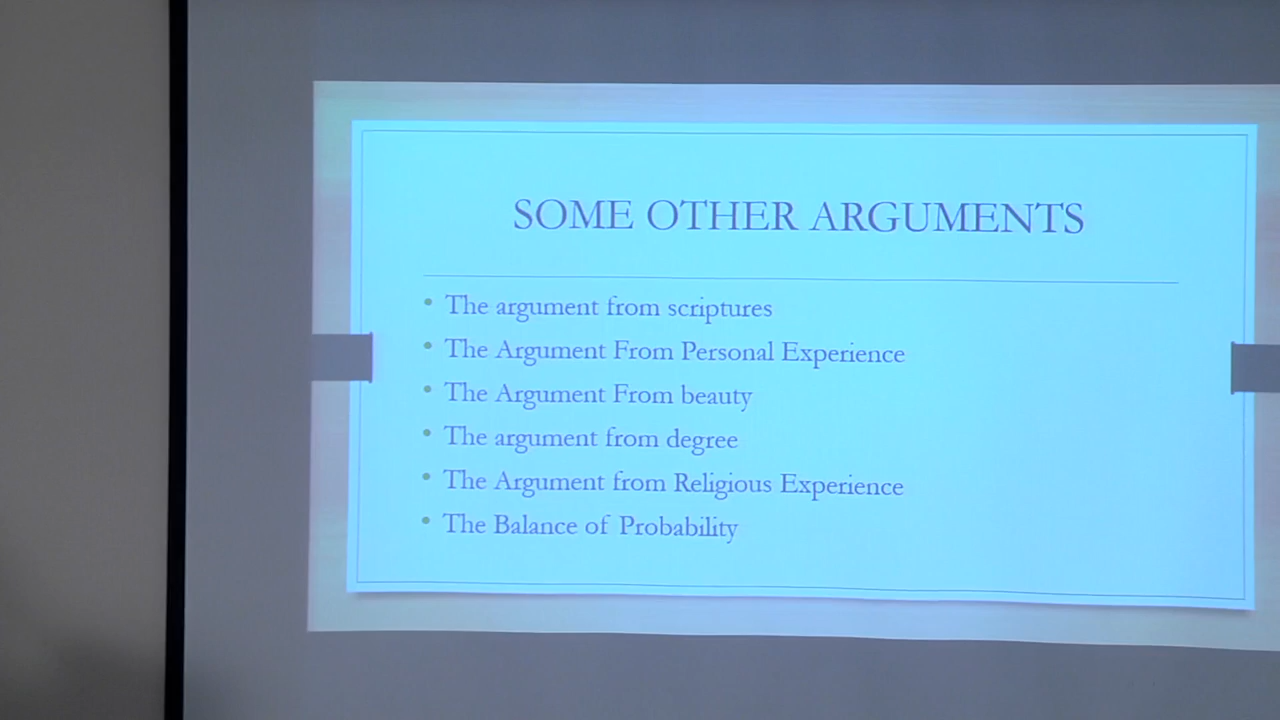 SOME OTHER ARGUMENTS
• The argument from scriptures
• The Argument From Personal Experience
• The Argument From beauty
• The argument from degree
• The Argument from Religious Experience
• The Balance of Probability